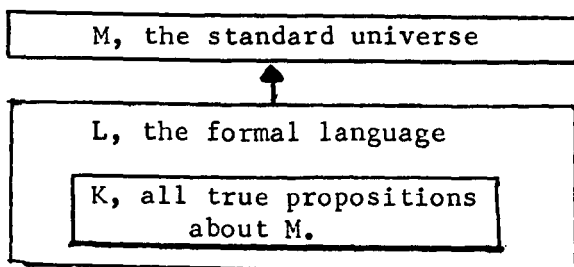 M, the standard universe
L, the formal language
K, all true propositions
about M.